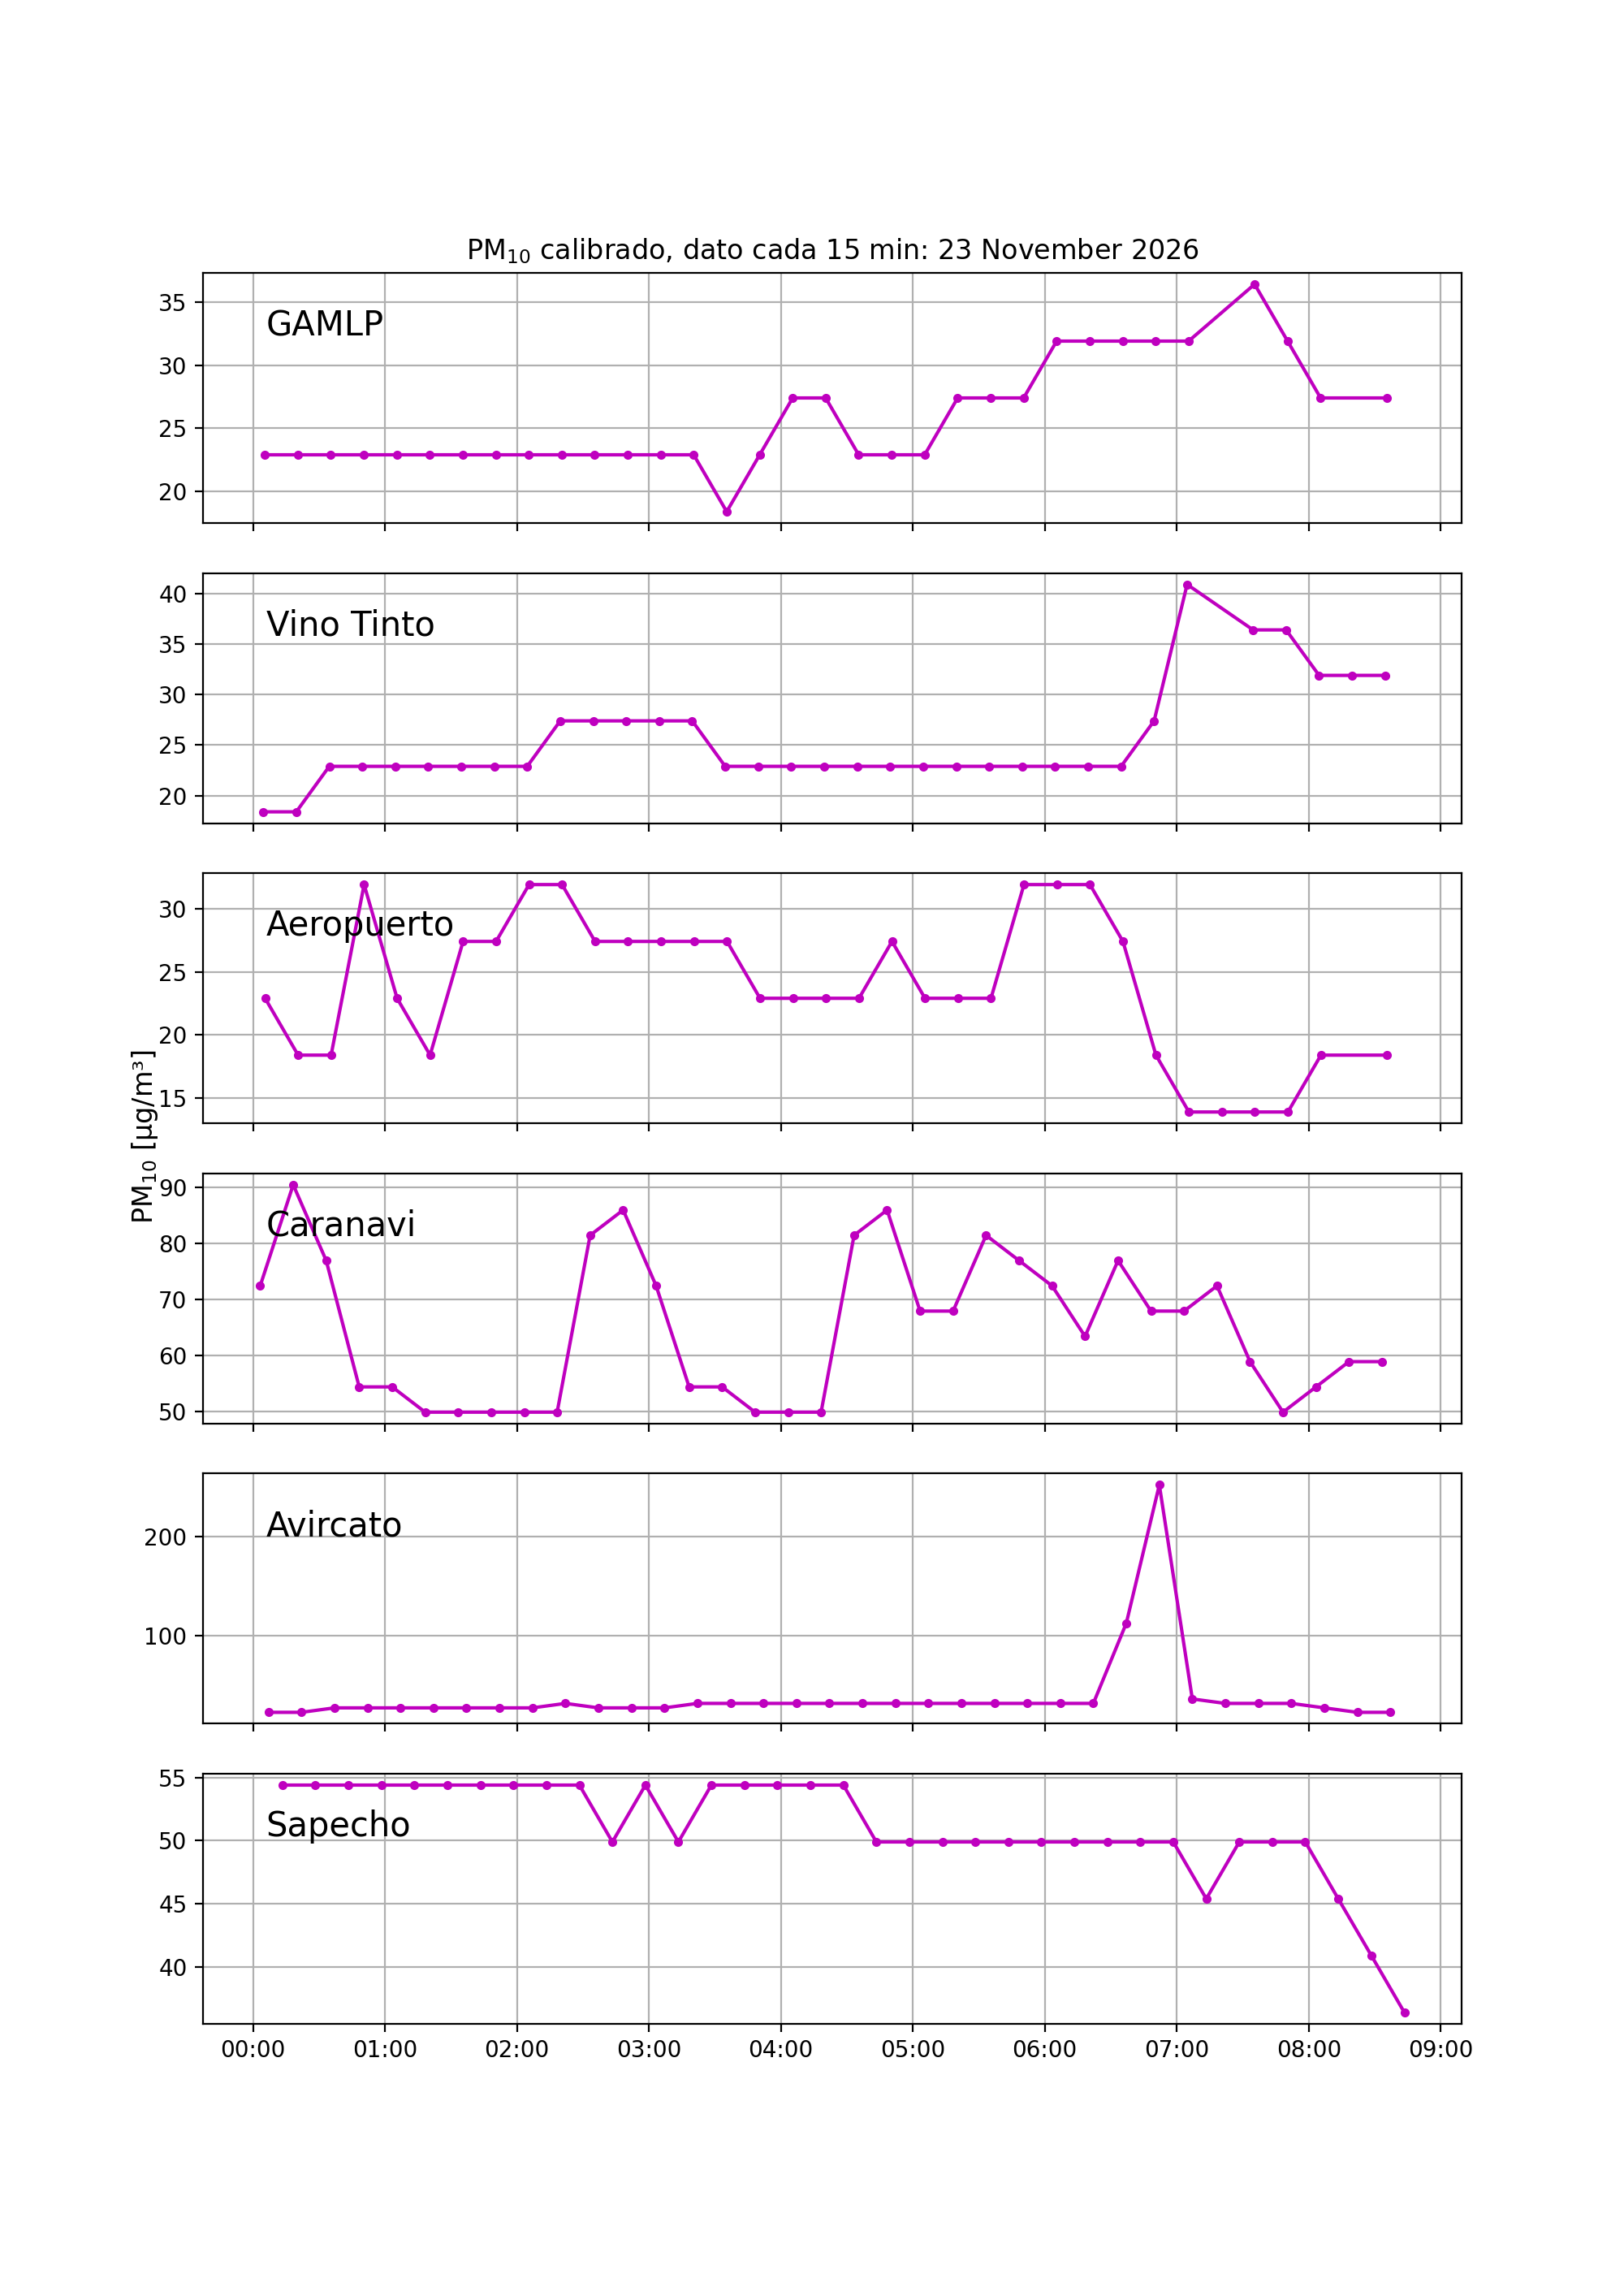 PM₁₀ calibrado, dato cada 15 min: 23 November 2026
35
GAMLP
30
25
20
40
Vino Tinto
35
30
25
20
30
Aeropuerto
25
20
15
PM₁₀ [µg/m³]
90
Caranavi
80
70
60
50
Avircato
200
100
55
Sapecho
50
45
40
00:00 01:00 02:00 03:00 04:00 05:00 06:00 07:00 08:00 09:00